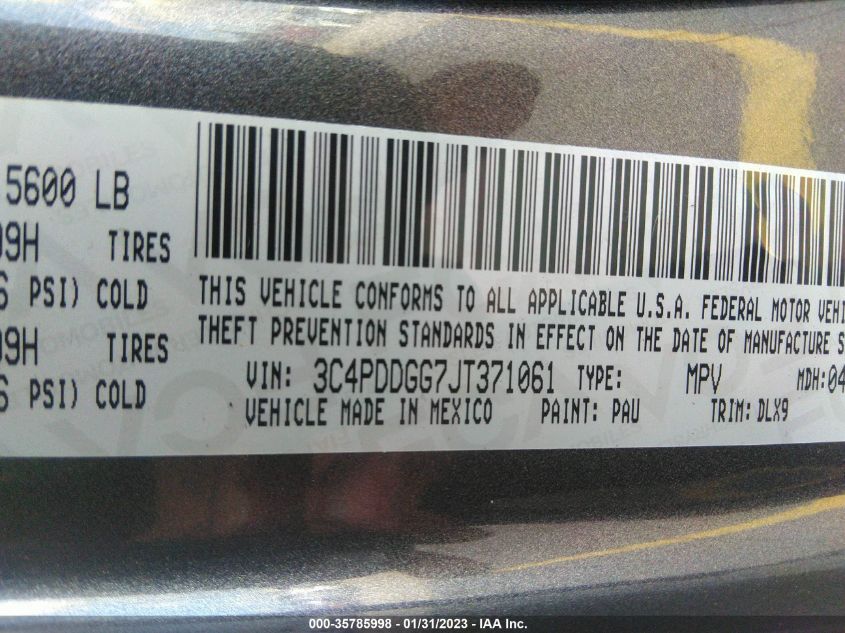 5600 LB
09H TIRES
PSI) COLD
THIS VEHICLE CONFORMS TO ALL APPLICABLE U.S.A. FEDERAL MOTOR VEHI
THEFT PREVENTION STANDARDS IN EFFECT ON THE DATE OF MANUFACTURE S
09H TIRES
PSI) COLD
VIN: 3C4PDDGG7JT371061 TYPE: MPV MDH:04
VEHICLE MADE IN MEXICO PAINT: PAU TRIM: DLX9
000-35785998 - 01/31/2023 - IAA Inc.